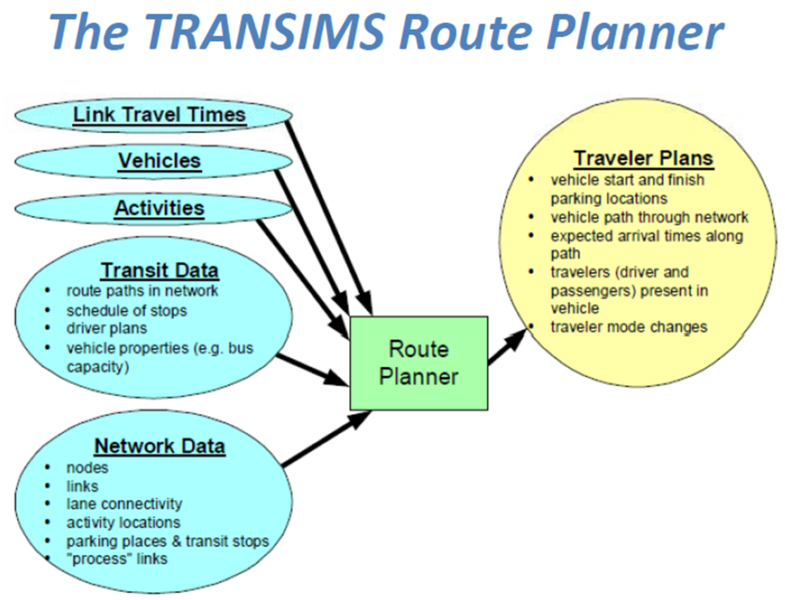 The TRANSIMS Route Planner
Link Travel Times
Vehicles
Activities
Transit Data
• route paths in network
• schedule of stops
• driver plans
• vehicle properties (e.g. bus
capacity)
Network Data
• nodes
• links
• lane connectivity
• activity locations
• parking places & transit stops
• "process" links
Route
Planner
Traveler Plans
• vehicle start and finish
parking locations
• vehicle path through network
• expected arrival times along
path
• travelers (driver and
passengers) present in
vehicle
• traveler mode changes